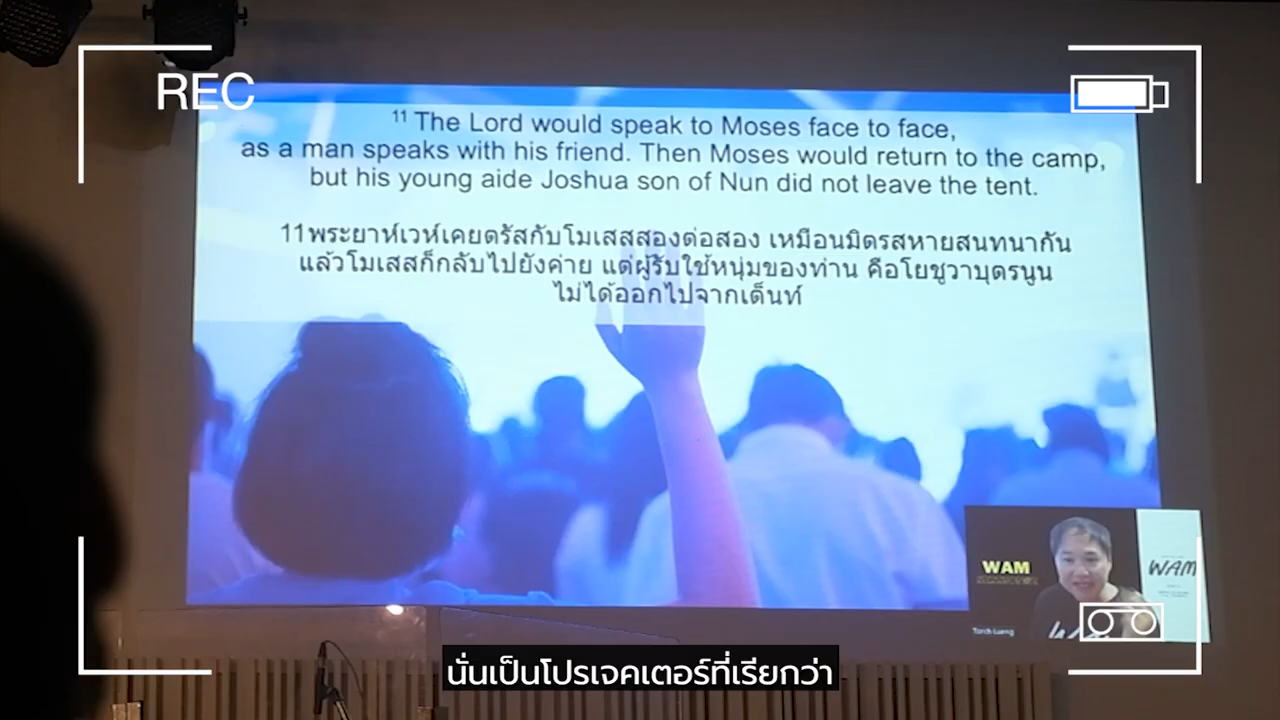 REC
11 The Lord would speak to Moses face to face,
as a man speaks with his friend. Then Moses would return to the camp,
but his young aide Joshua son of Nun did not leave the tent.
11พระยาห์เวห์เคยตรัสกับโมเสสสองต่อสอง เหมือนมิตรสหายสนทนากัน
แล้วโมเสสก็กลับไปยังค่าย แต่ผู้รับใช้หนุ่มของท่าน คือโยชูวาบุตรนูน
ไม่ได้ออกไปจากเต็นท์
WAM
WAM
Torch Lueng
นั่นเป็นโปรเจคเตอร์ที่เรียกว่า